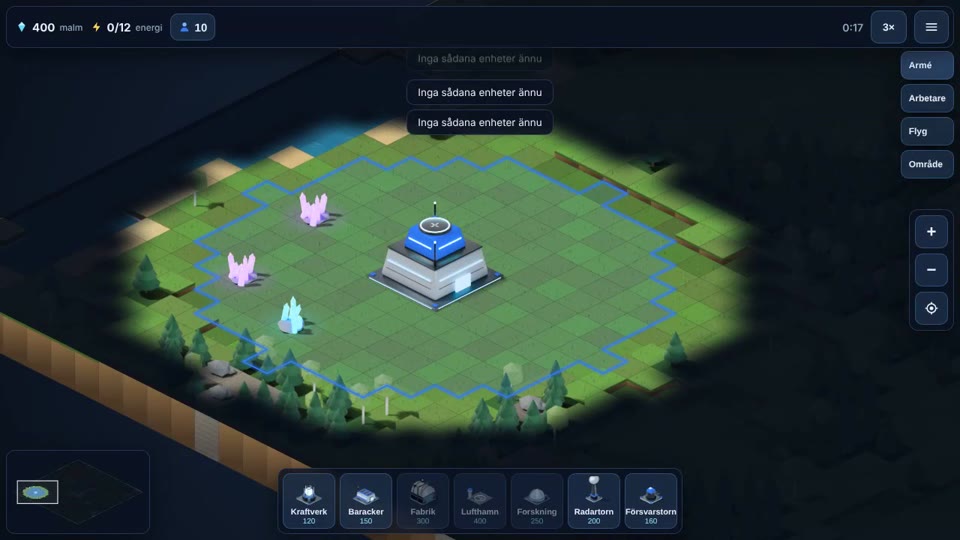 400 malm 0/12 energi 10 0:17 3×
Inga sådana enheter ännu
Inga sådana enheter ännu
Inga sådana enheter ännu
Armé
Arbetare
Flyg
Område
+
−
Kraftverk
120
Baracker
150
Fabrik
300
Lufthamn
400
Forskning
250
Radartorn
200
Försvarstorn
160